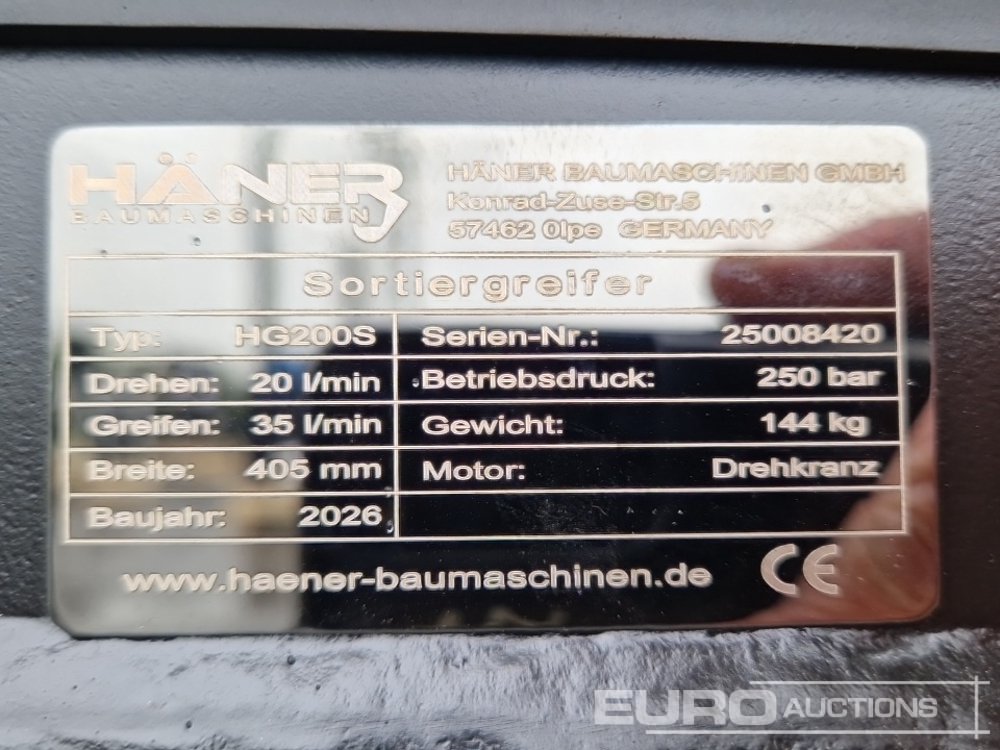 HÄNER
BAUMASCHINEN
HÄNER BAUMASCHINEN GMBH
Konrad-Zuse-Str.5
57462 Olpe GERMANY
Sortiergreifer
Typ: HG200S Serien-Nr.: 25008420
Drehen: 20 l/min Betriebsdruck: 250 bar
Greifen: 35 l/min Gewicht: 144 kg
Breite: 405 mm Motor: Drehkranz
Baujahr: 2026
www.haener-baumaschinen.de CE
EURO AUCTIONS